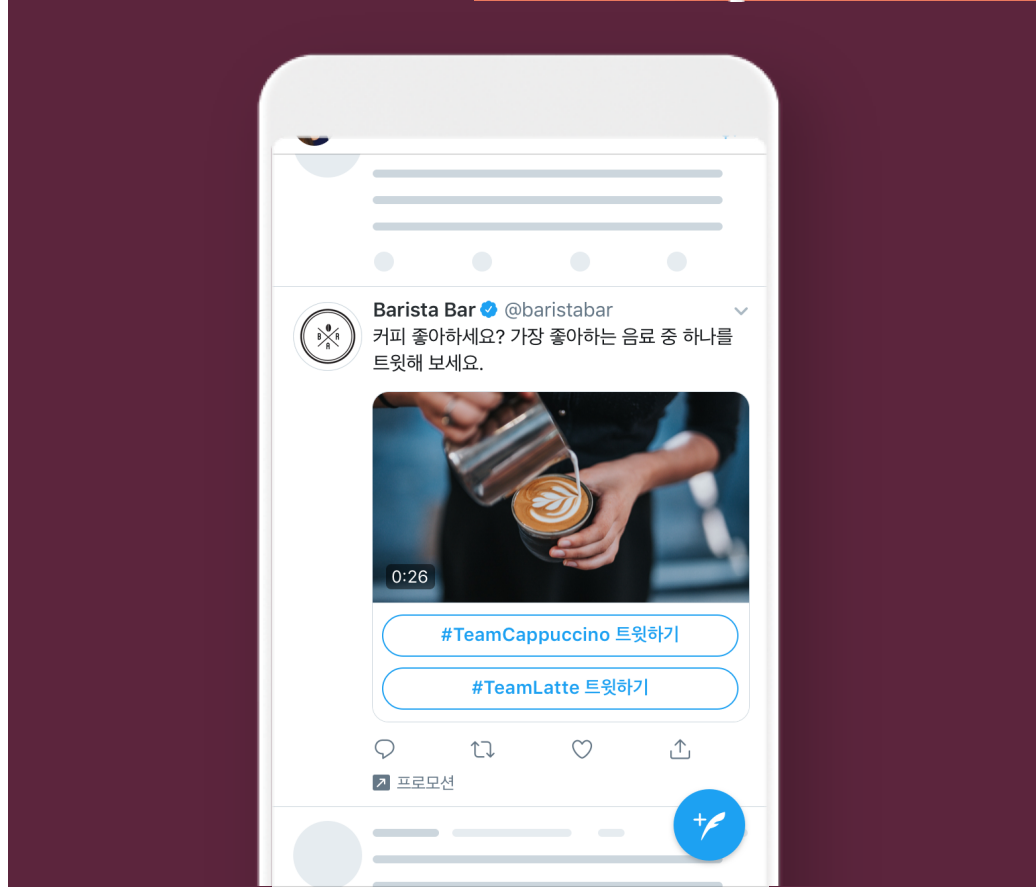 Barista Bar @baristabar
커피 좋아하세요? 가장 좋아하는 음료 중 하나를
트윗해 보세요.
B A R
0:26
#TeamCappuccino 트윗하기
#TeamLatte 트윗하기
프로모션